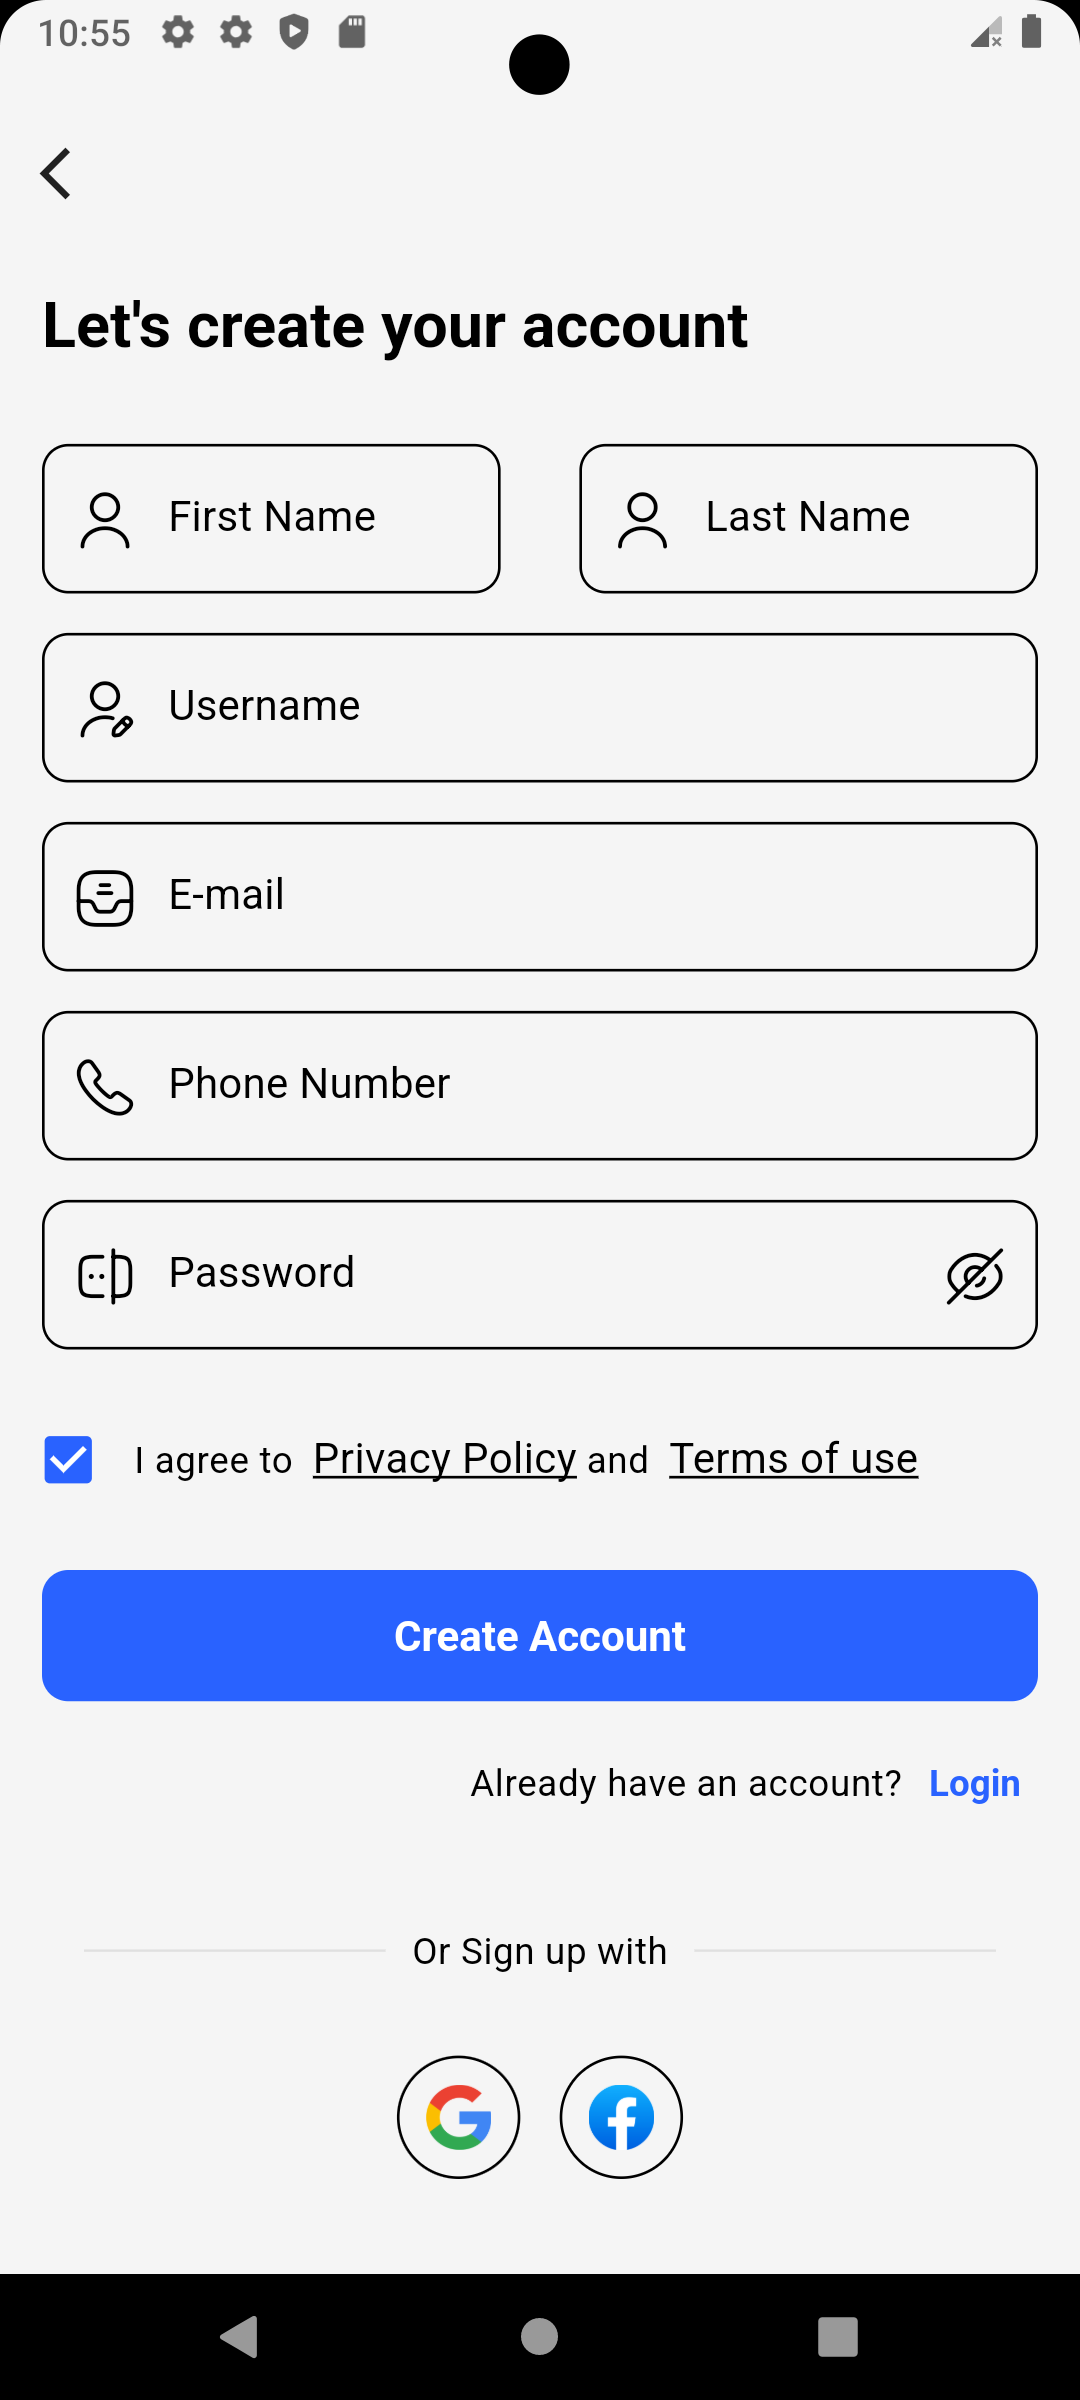 10:55
Let's create your account
First Name
Last Name
Username
E-mail
Phone Number
Password
I agree to Privacy Policy and Terms of use
Create Account
Already have an account? Login
Or Sign up with